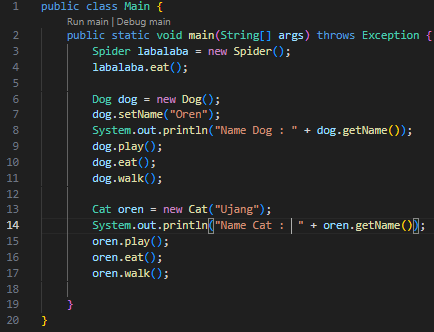 1 public class Main {
Run main | Debug main
2 public static void main(String[] args) throws Exception {
3 Spider labalaba = new Spider();
4 labalaba.eat();
5
6 Dog dog = new Dog();
7 dog.setName("Oren");
8 System.out.println("Name Dog : " + dog.getName());
9 dog.play();
10 dog.eat();
11 dog.walk();
12
13 Cat oren = new Cat("Ujang");
14 System.out.println("Name Cat : " + oren.getName());
15 oren.play();
16 oren.eat();
17 oren.walk();
18
19 }
20 }